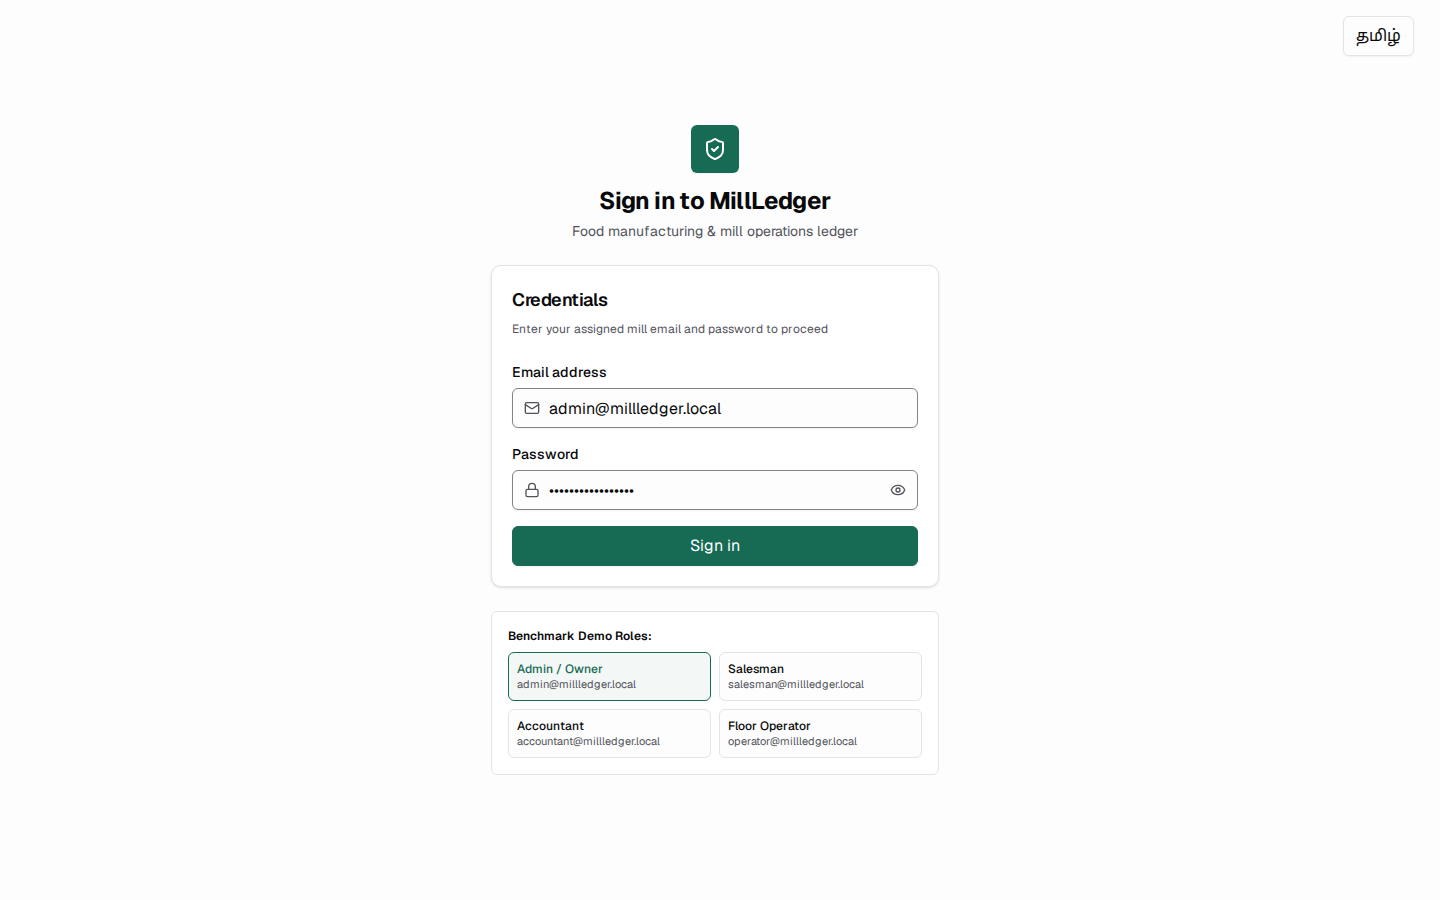 தமிழ்
Sign in to MillLedger
Food manufacturing & mill operations ledger
Credentials
Enter your assigned mill email and password to proceed
Email address
admin@millledger.local
Password
•••••••••••••••••
Sign in
Benchmark Demo Roles:
Admin / Owner
admin@millledger.local
Salesman
salesman@millledger.local
Accountant
accountant@millledger.local
Floor Operator
operator@millledger.local